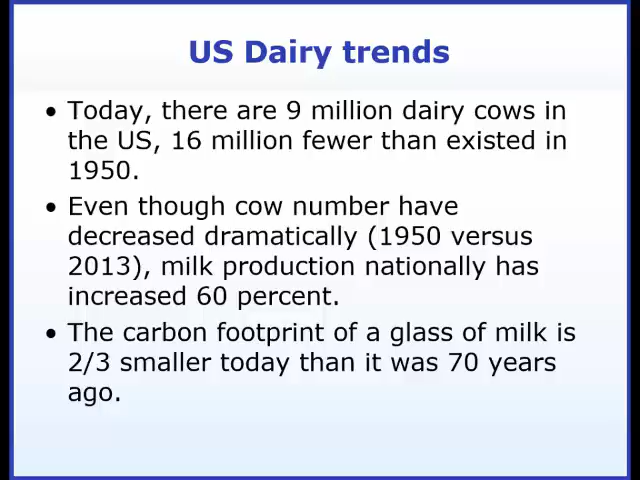 US Dairy trends
• Today, there are 9 million dairy cows in
the US, 16 million fewer than existed in
1950.
• Even though cow number have
decreased dramatically (1950 versus
2013), milk production nationally has
increased 60 percent.
• The carbon footprint of a glass of milk is
2/3 smaller today than it was 70 years
ago.